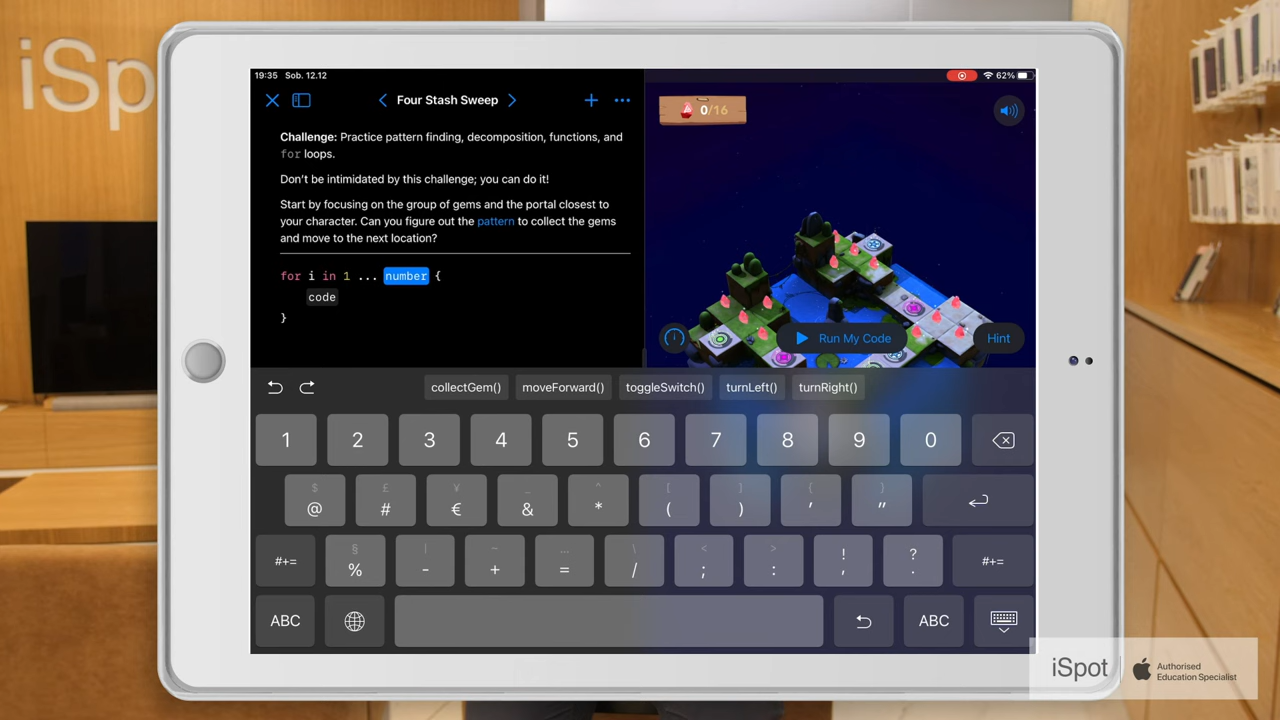 iSp
19:35 Sob. 12.12
62%
Four Stash Sweep
Challenge: Practice pattern finding, decomposition, functions, and
for loops.
Don't be intimidated by this challenge; you can do it!
Start by focusing on the group of gems and the portal closest to
your character. Can you figure out the pattern to collect the gems
and move to the next location?
for i in 1 ... number {
code
}
0/16
Run My Code
Hint
collectGem() moveForward() toggleSwitch() turnLeft() turnRight()
1 2 3 4 5 6 7 8 9 0
$ £ ¥ _ ^ [ ] { }
@ # € & * ( ) ' "
§ | ~ … \ < > ! ?
#+= % - + = / ; : , . #+=
ABC ABC
iSpot
Authorised
Education Specialist